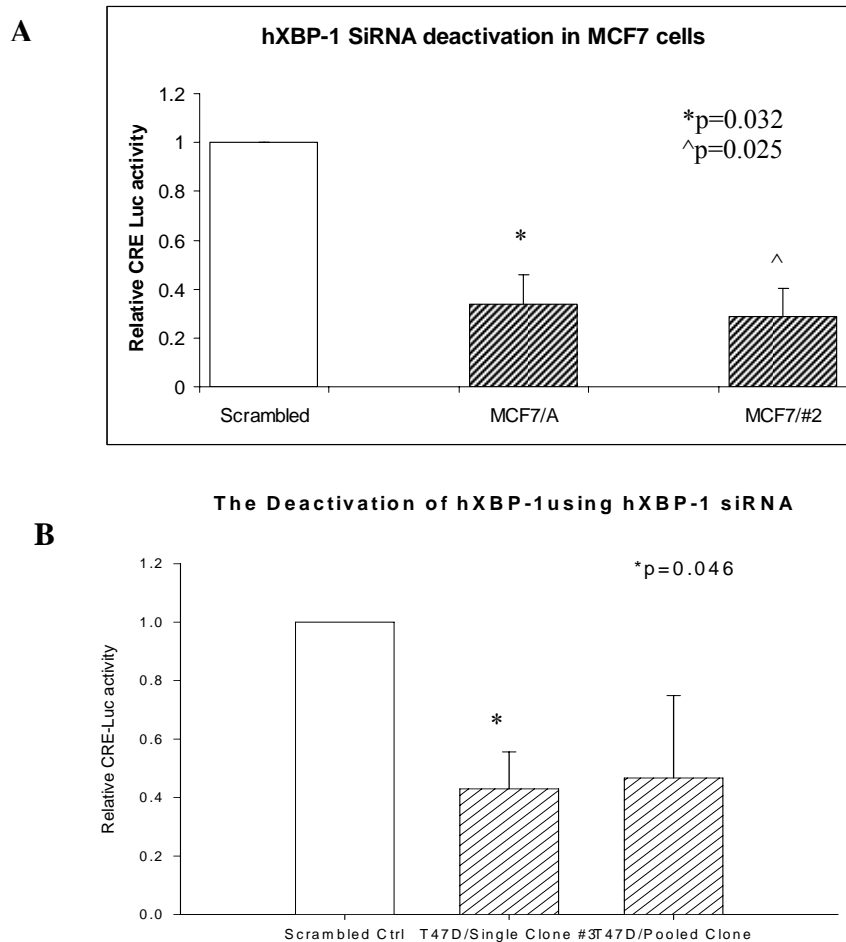 A
hXBP-1 SiRNA deactivation in MCF7 cells
1.2
1
0.8
0.6
0.4
0.2
0
Relative CRE Luc activity
*p=0.032
^p=0.025
*
^
Scrambled MCF7/A MCF7/#2
B
The Deactivation of hXBP-1using hXBP-1 siRNA
1.2
1.0
0.8
0.6
0.4
0.2
0.0
Relative CRE-Luc activity
*p=0.046
*
Scrambled Ctrl T47D/Single Clone #3T47D/Pooled Clone